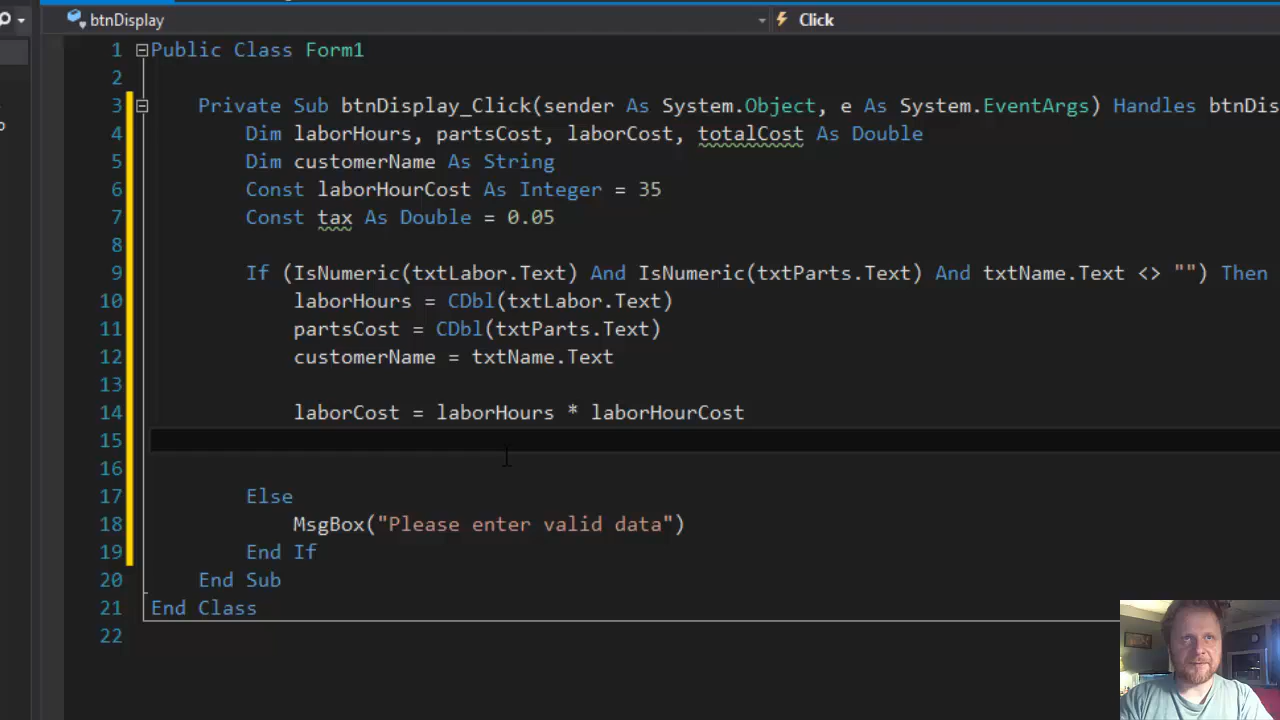 btnDisplay Click
1 Public Class Form1
2
3 Private Sub btnDisplay_Click(sender As System.Object, e As System.EventArgs) Handles btnDis
4 Dim laborHours, partsCost, laborCost, totalCost As Double
5 Dim customerName As String
6 Const laborHourCost As Integer = 35
7 Const tax As Double = 0.05
8
9 If (IsNumeric(txtLabor.Text) And IsNumeric(txtParts.Text) And txtName.Text <> "") Then
10 laborHours = CDbl(txtLabor.Text)
11 partsCost = CDbl(txtParts.Text)
12 customerName = txtName.Text
13
14 laborCost = laborHours * laborHourCost
15
16
17 Else
18 MsgBox("Please enter valid data")
19 End If
20 End Sub
21 End Class
22